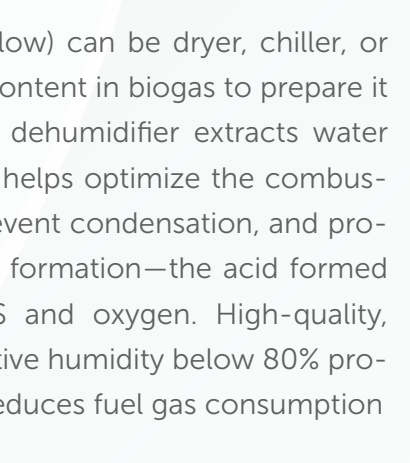 low) can be dryer, chiller, or
ontent in biogas to prepare it
dehumidifier extracts water
helps optimize the combus-
event condensation, and pro-
formation—the acid formed
S and oxygen. High-quality,
tive humidity below 80% pro-
educes fuel gas consumption